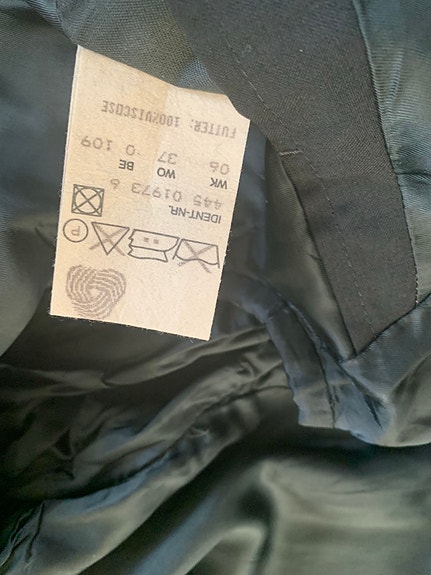 P
IDENT-NR.
445 01973 6
WK WO BE
06 37 0 109
FUTTER: 100%VISCOSE